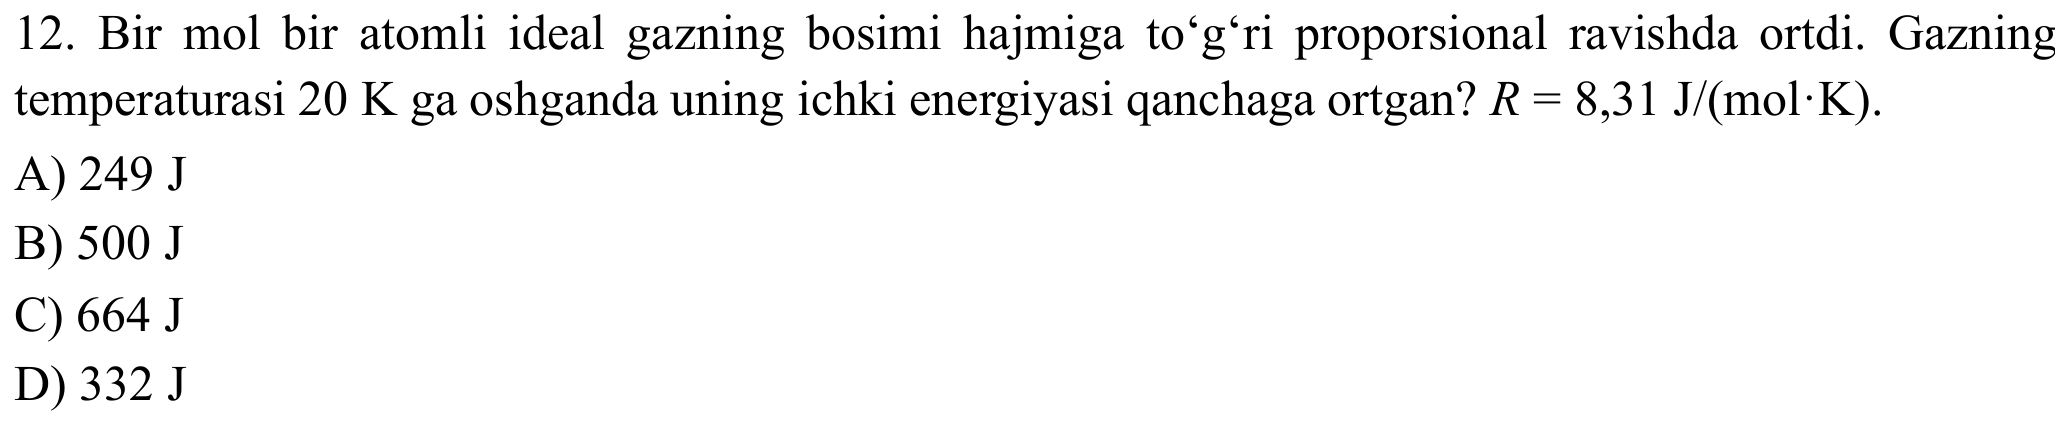 12. Bir mol bir atomli ideal gazning bosimi hajmiga to‘g‘ri proporsional ravishda ortdi. Gazning
temperaturasi 20 K ga oshganda uning ichki energiyasi qanchaga ortgan? R = 8,31 J/(mol·K).
A) 249 J
B) 500 J
C) 664 J
D) 332 J